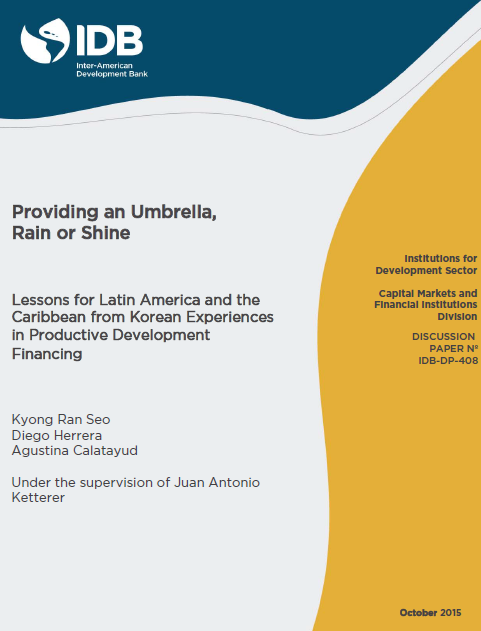 IDB
Inter-American
Development Bank
Providing an Umbrella,
Rain or Shine
Institutions for
Development Sector
Capital Markets and
Financial Institutions
Division
DISCUSSION
PAPER Nº
IDB-DP-408
Lessons for Latin America and the
Caribbean from Korean Experiences
in Productive Development
Financing
Kyong Ran Seo
Diego Herrera
Agustina Calatayud
Under the supervision of Juan Antonio
Ketterer
October 2015